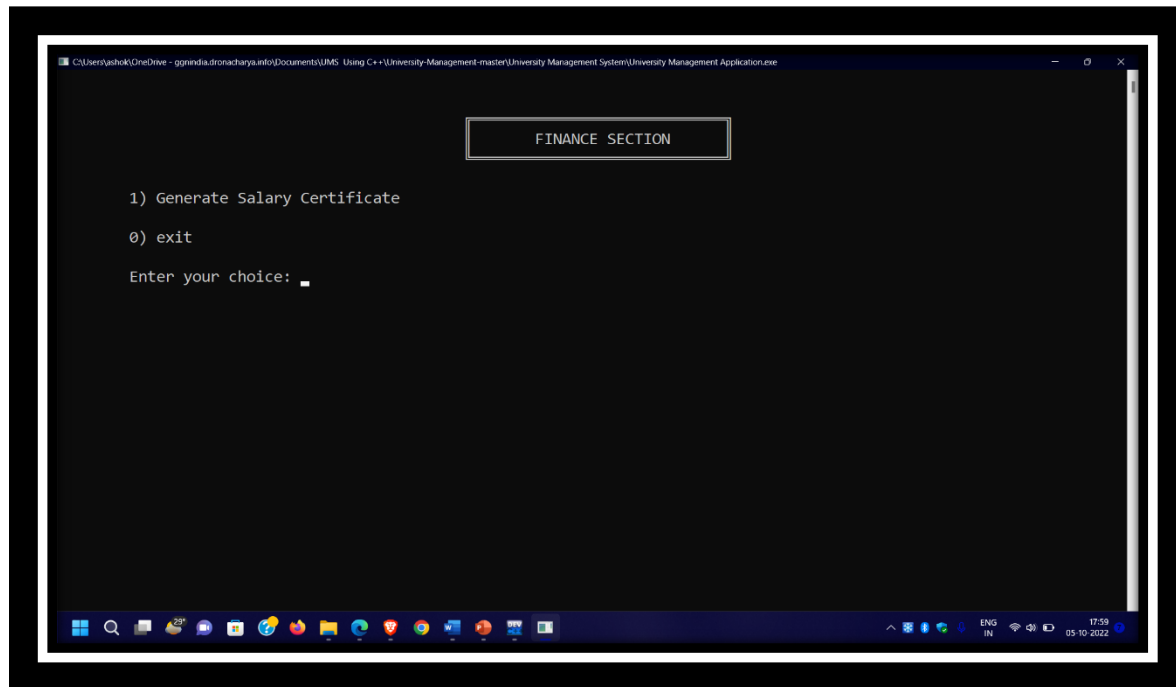 C:\Users\ashok\OneDrive - ggnindia.dronacharya.info\Documents\UMS Using C++\University-Management-master\University Management System\University Management Application.exe
FINANCE SECTION
1) Generate Salary Certificate
0) exit
Enter your choice:
29°
DEV
ENG
IN
17:59
05-10-2022